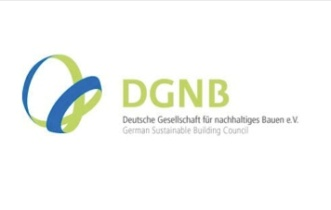 DGNB
Deutsche Gesellschaft für nachhaltiges Bauen e.V.
German Sustainable Building Council